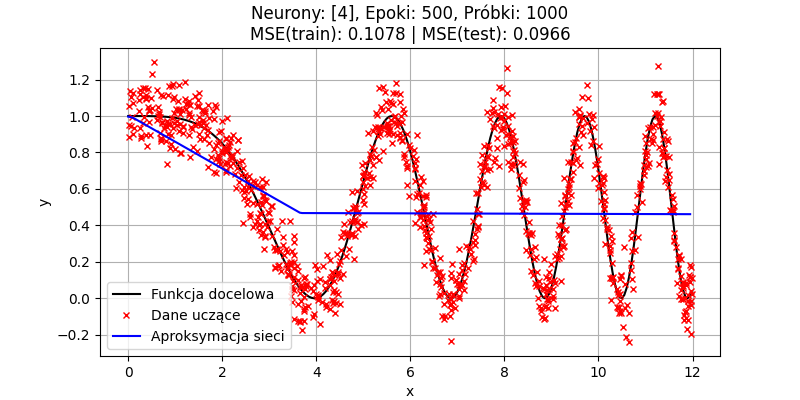 Neurony: [4], Epoki: 500, Próbki: 1000
MSE(train): 0.1078 | MSE(test): 0.0966
1.2
1.0
0.8
0.6
0.4
0.2
0.0
−0.2
y
Funkcja docelowa
Dane uczące
Aproksymacja sieci
0 2 4 6 8 10 12
x